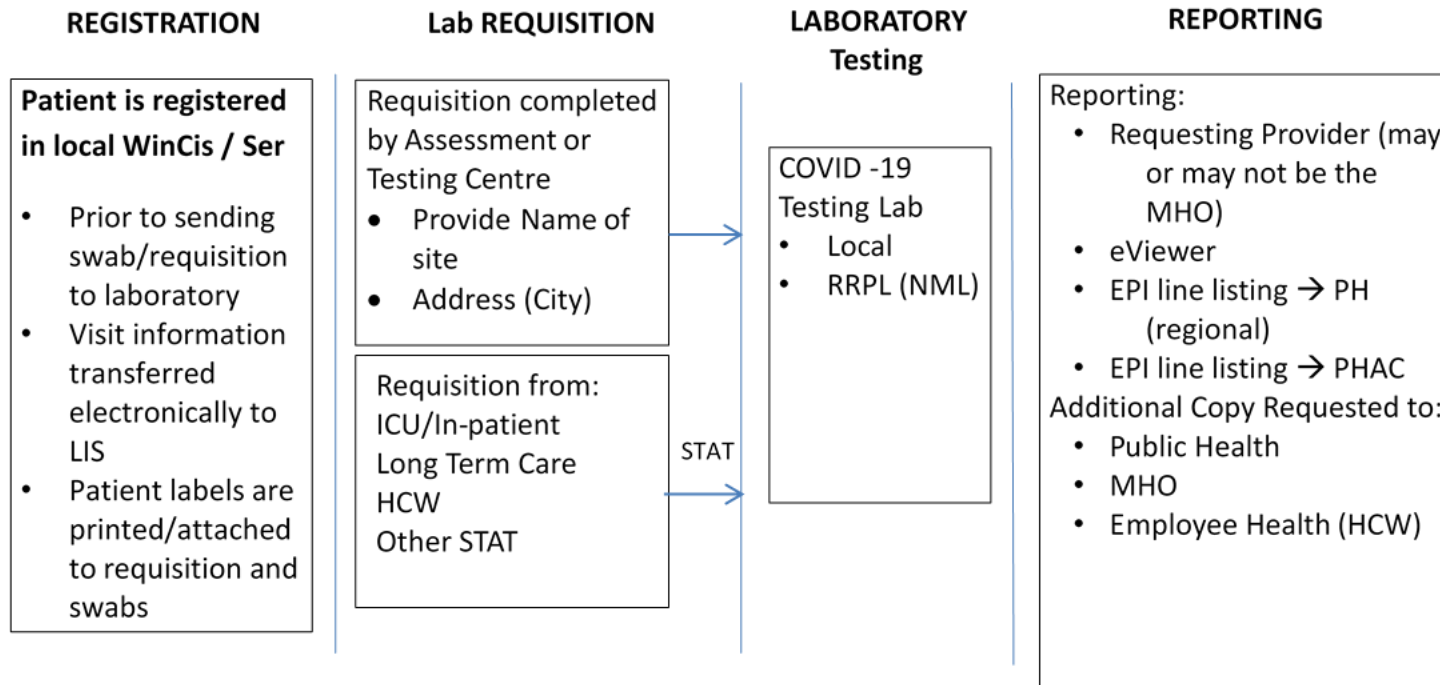 REGISTRATION
Patient is registered
in local WinCis / Ser
• Prior to sending
swab/requisition
to laboratory
• Visit information
transferred
electronically to
LIS
• Patient labels are
printed/attached
to requisition and
swabs
Lab REQUISITION
Requisition completed
by Assessment or
Testing Centre
• Provide Name of
site
• Address (City)
Requisition from:
ICU/In-patient
Long Term Care
HCW
Other STAT
STAT
LABORATORY
Testing
COVID -19
Testing Lab
• Local
• RRPL (NML)
REPORTING
Reporting:
• Requesting Provider (may
or may not be the
MHO)
• eViewer
• EPI line listing → PH
(regional)
• EPI line listing → PHAC
Additional Copy Requested to:
• Public Health
• MHO
• Employee Health (HCW)